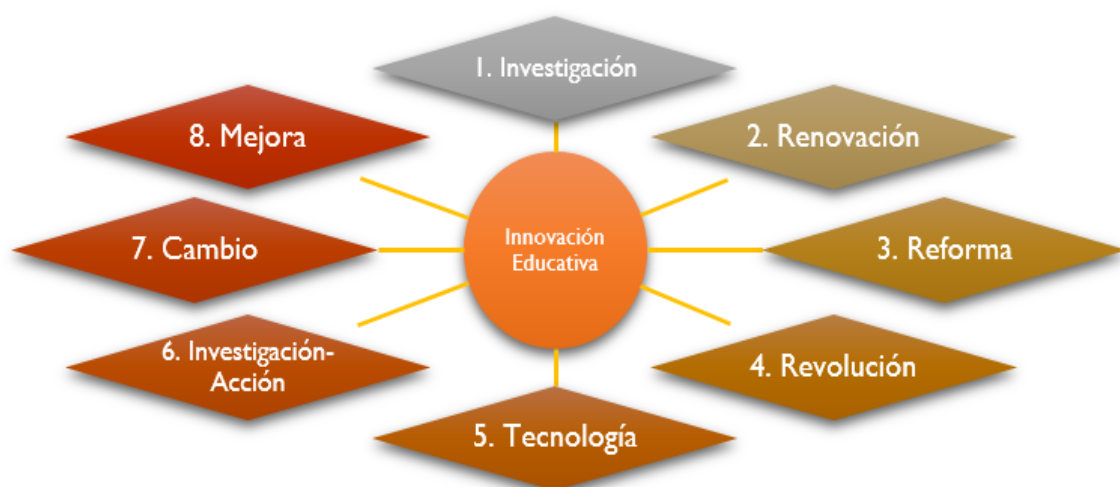 1. Investigación
2. Renovación
3. Reforma
4. Revolución
5. Tecnología
6. Investigación-
Acción
7. Cambio
8. Mejora
Innovación
Educativa